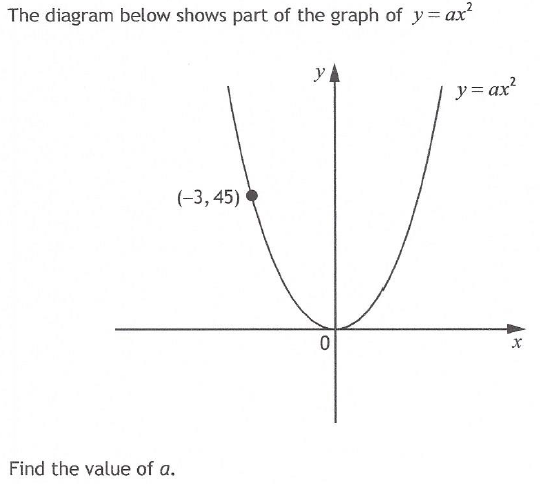 The diagram below shows part of the graph of y = ax²
y
y = ax²
(−3, 45)
0
x
Find the value of a.